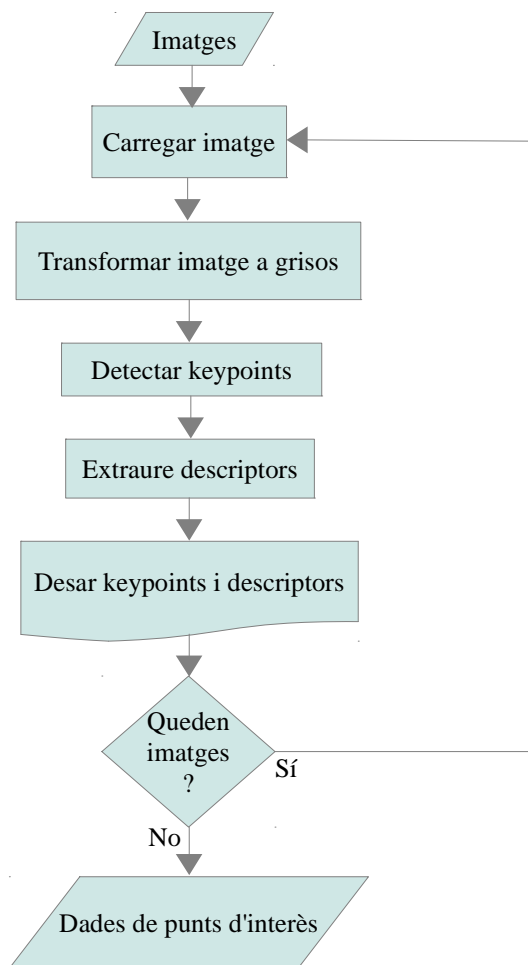 Imatges
Carregar imatge
Transformar imatge a grisos
Detectar keypoints
Extraure descriptors
Desar keypoints i descriptors
Queden
imatges
?
Sí
No
Dades de punts d'interès